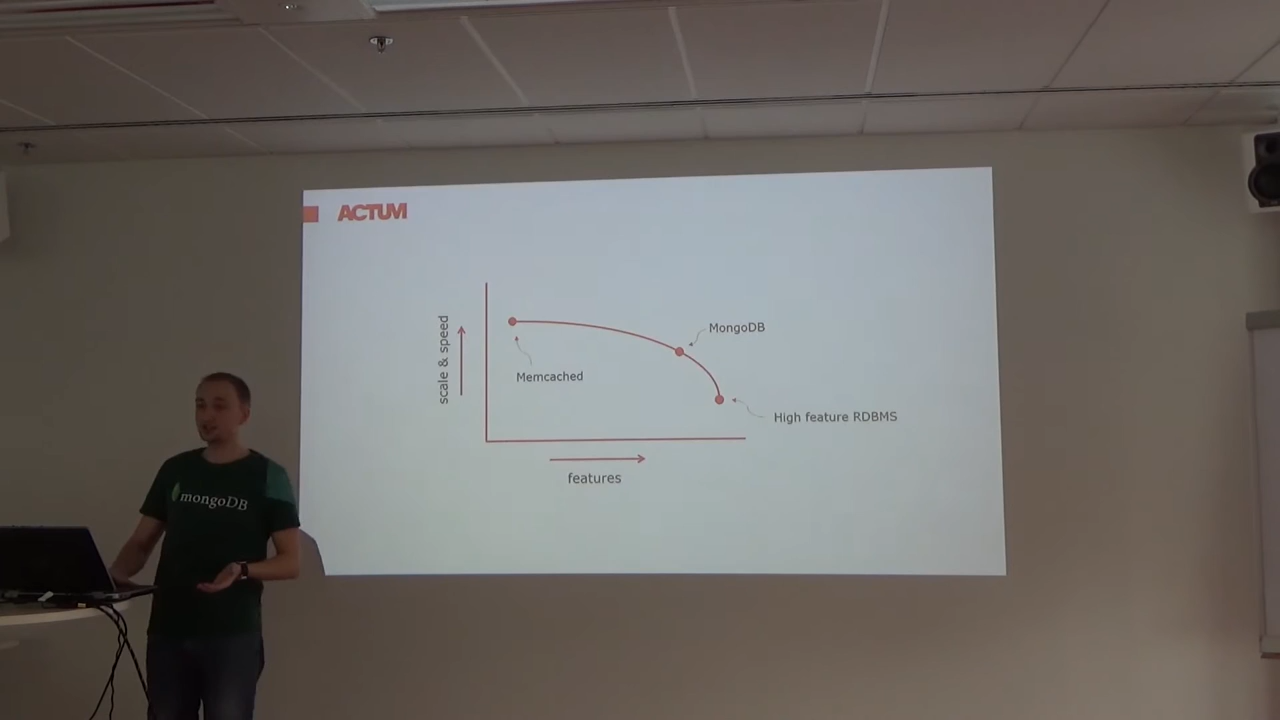 ACTUM
scale & speed
MongoDB
Memcached
High feature RDBMS
features
mongoDB